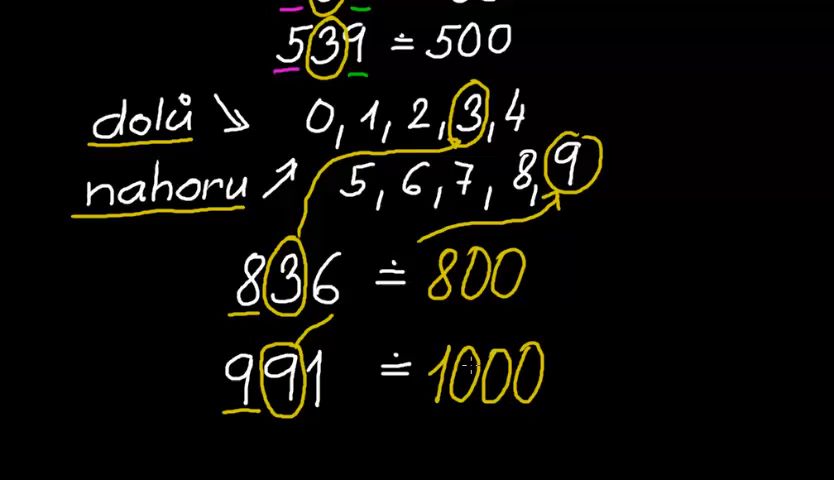 539 ≐ 500
dolů ↘ 0, 1, 2, 3, 4
nahoru ↗ 5, 6, 7, 8, 9
836 ≐ 800
991 ≐ 1000